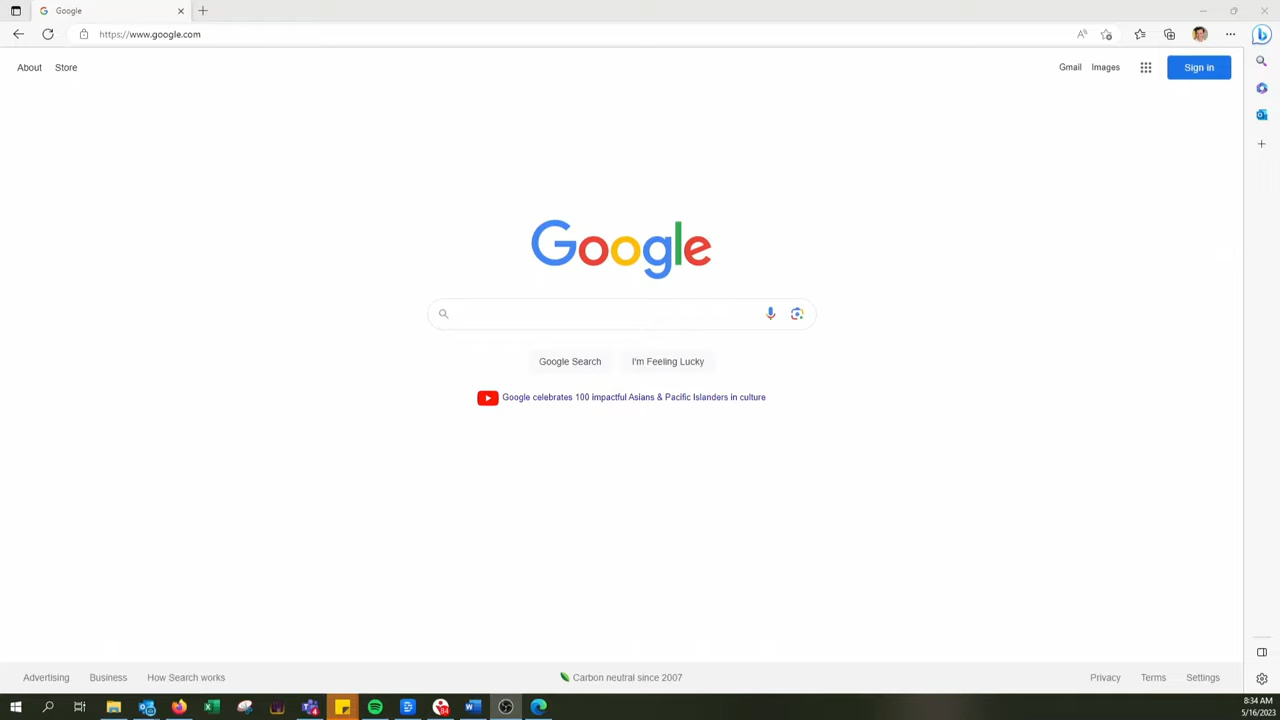 Google
https://www.google.com
About Store
Gmail Images Sign in
Google
Google Search I'm Feeling Lucky
Google celebrates 100 impactful Asians & Pacific Islanders in culture
Advertising Business How Search works Carbon neutral since 2007 Privacy Terms Settings
8:34 AM
5/16/2023